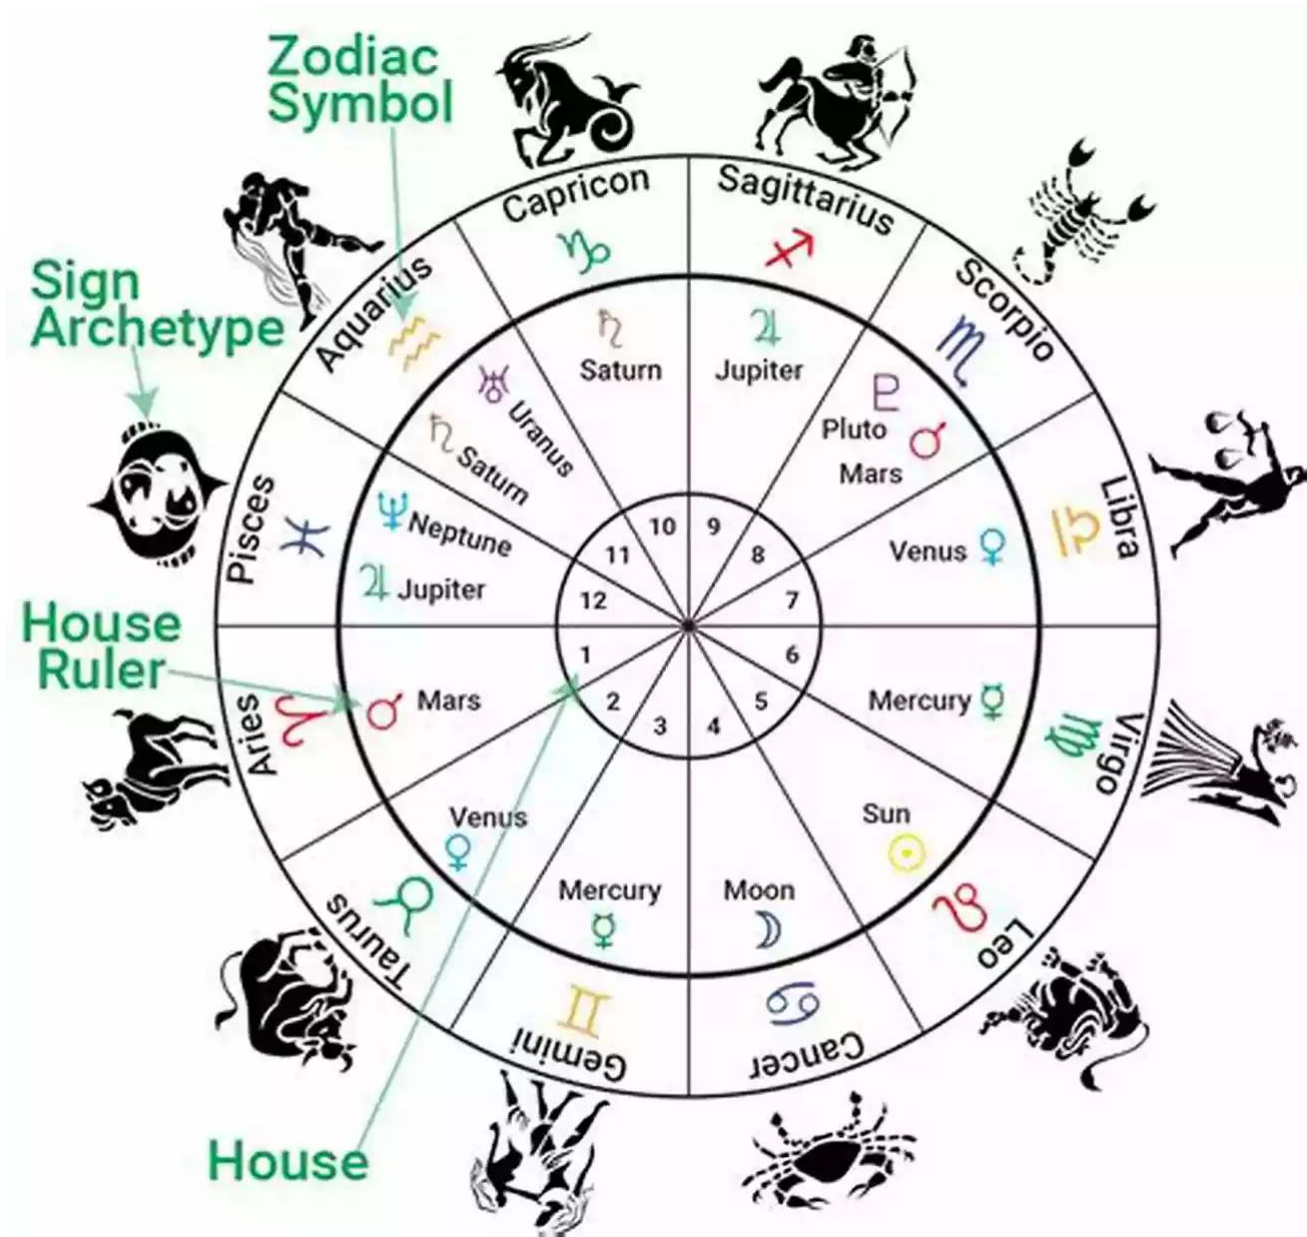 Zodiac
Symbol
Sign
Archetype
House
Ruler
House
Capricon
Sagittarius
Scorpio
Libra
Virgo
Leo
Cancer
Gemini
Taurus
Aries
Pisces
Aquarius
Saturn
Jupiter
Pluto
Mars
Venus
Mercury
Sun
Moon
Mercury
Venus
Mars
Jupiter
Neptune
Saturn
Uranus
10
9
11
8
12
7
1
6
2
5
3
4